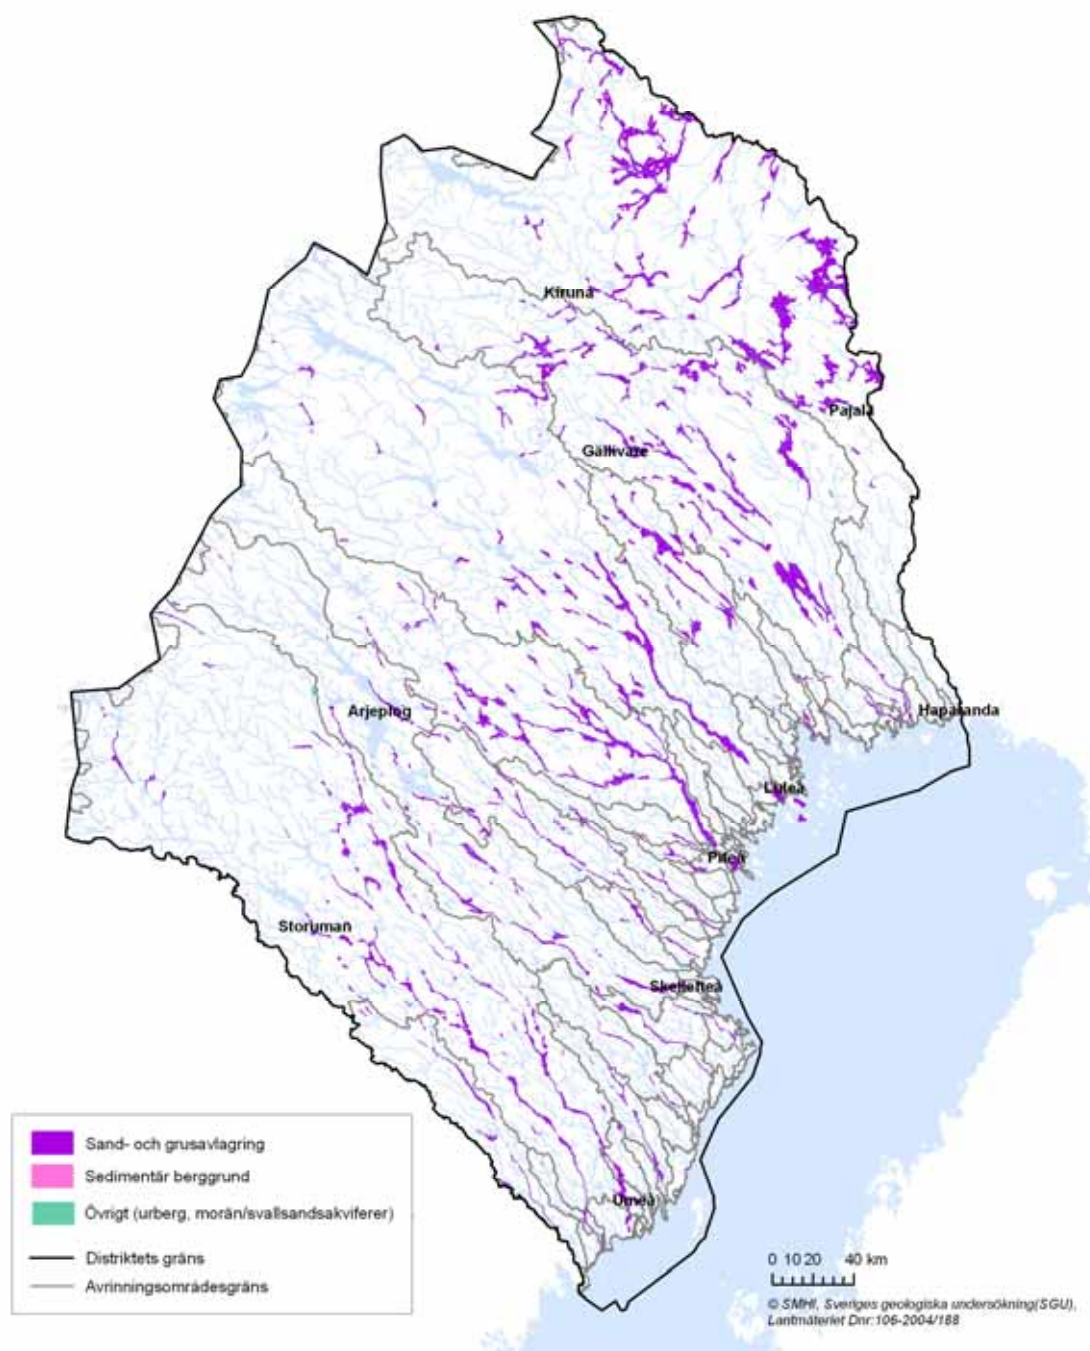 Kiruna
Pajala
Gällivare
Haparanda
Arjeplog
Luleå
Piteå
Storuman
Skellefteå
Umeå
Sand- och grusavlagring
Sedimentär berggrund
Övrigt (urberg, morän/svallsandsakviferer)
Distriktets gräns
Avrinningsområdesgräns
0 10 20 40 km
© SMHI, Sveriges geologiska undersökning(SGU),
Lantmäteriet Dnr:106-2004/188